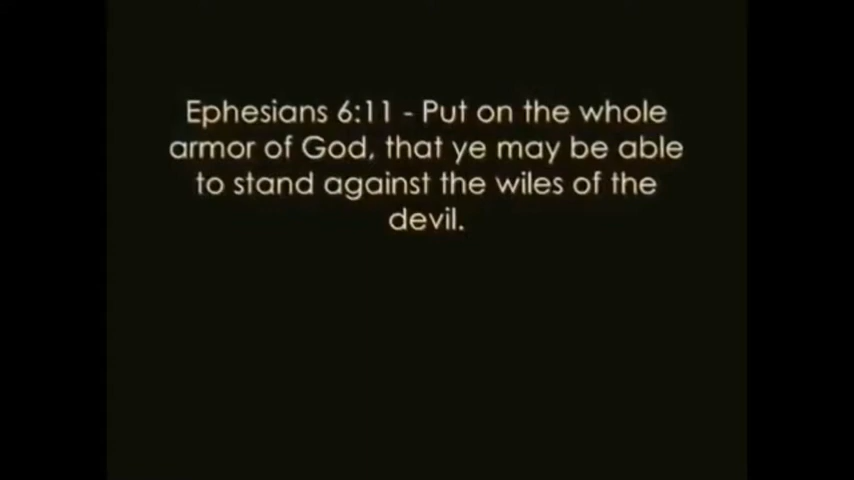 Ephesians 6:11 - Put on the whole
armor of God, that ye may be able
to stand against the wiles of the
devil.